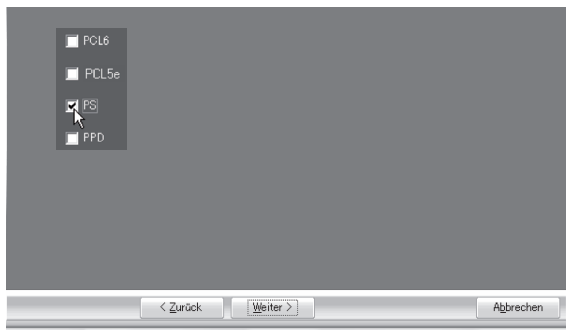 PCL6
PCL5e
PS
PPD
< Zurück
Weiter >
Abbrechen